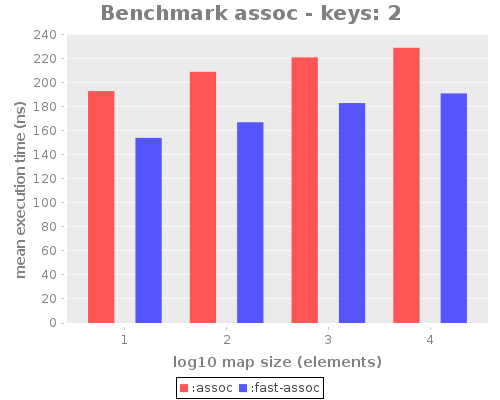 Benchmark assoc - keys: 2
mean execution time (ns)
240
220
200
180
160
140
120
100
80
60
40
20
0
1 2 3 4
log10 map size (elements)
:assoc :fast-assoc